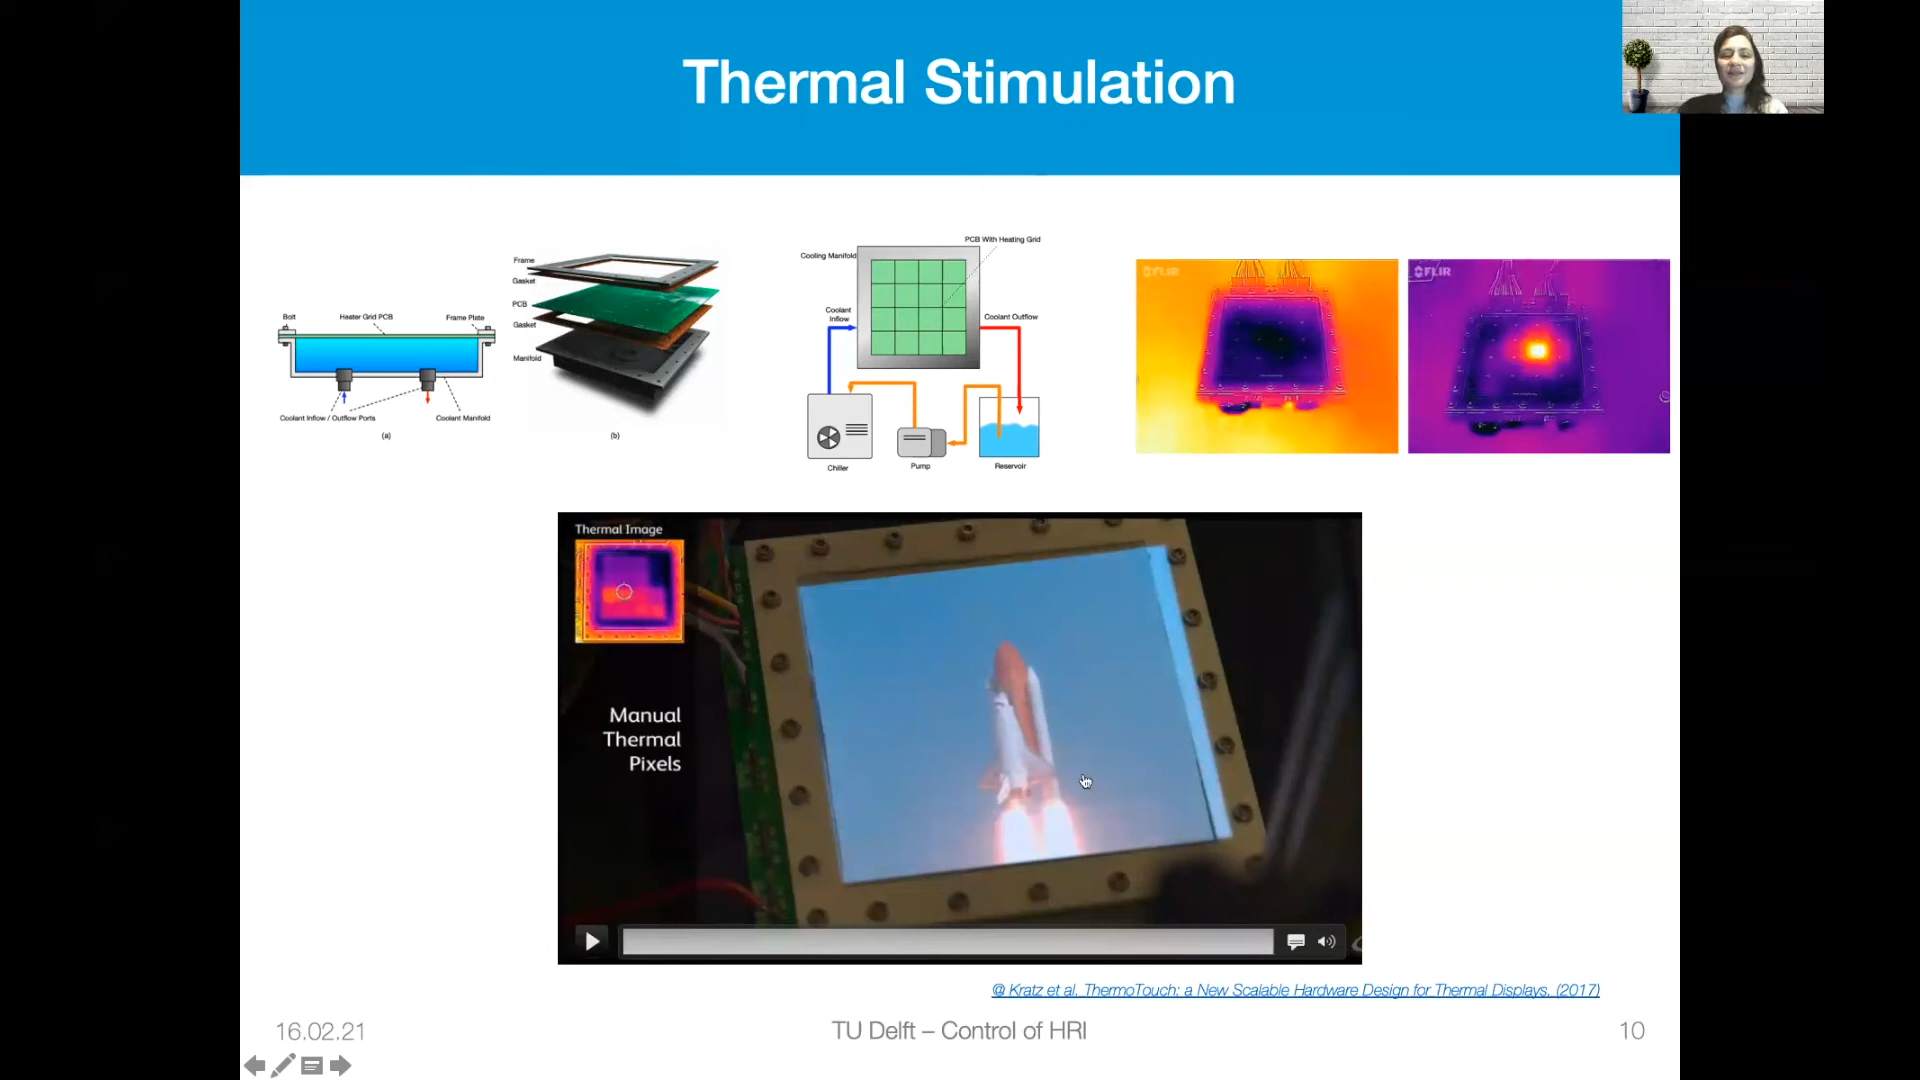 Thermal Stimulation
Bolt
Heater Grid PCB
Frame Plate
Coolant Inflow / Outflow Ports
Coolant Manifold
(a)
Frame
Gasket
PCB
Gasket
Manifold
(b)
PCB With Heating Grid
Cooling Manifold
Coolant
Inflow
Coolant Outflow
Chiller
Pump
Reservoir
FLIR
FLIR
Thermal Image
Manual
Thermal
Pixels
@ Kratz et al. ThermoTouch: a New Scalable Hardware Design for Thermal Displays. (2017)
16.02.21
TU Delft – Control of HRI
10